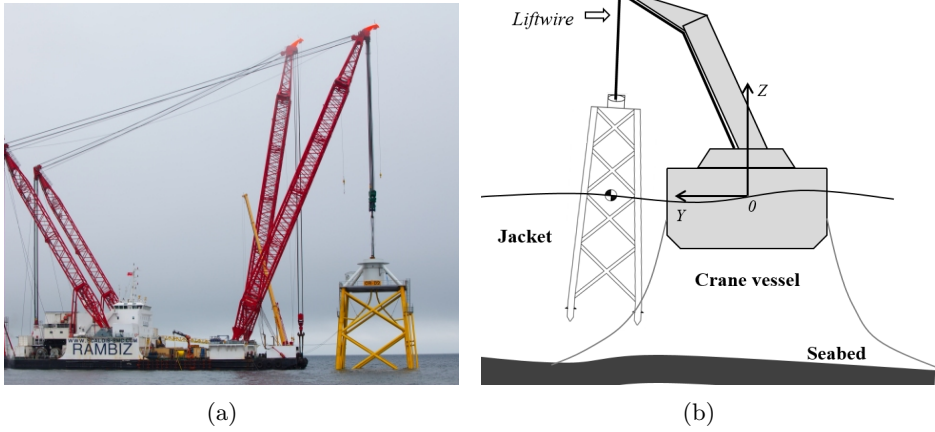 Liftwire
Z
Y
0
Jacket
Crane vessel
Seabed
RAMBIZ
(a)
(b)